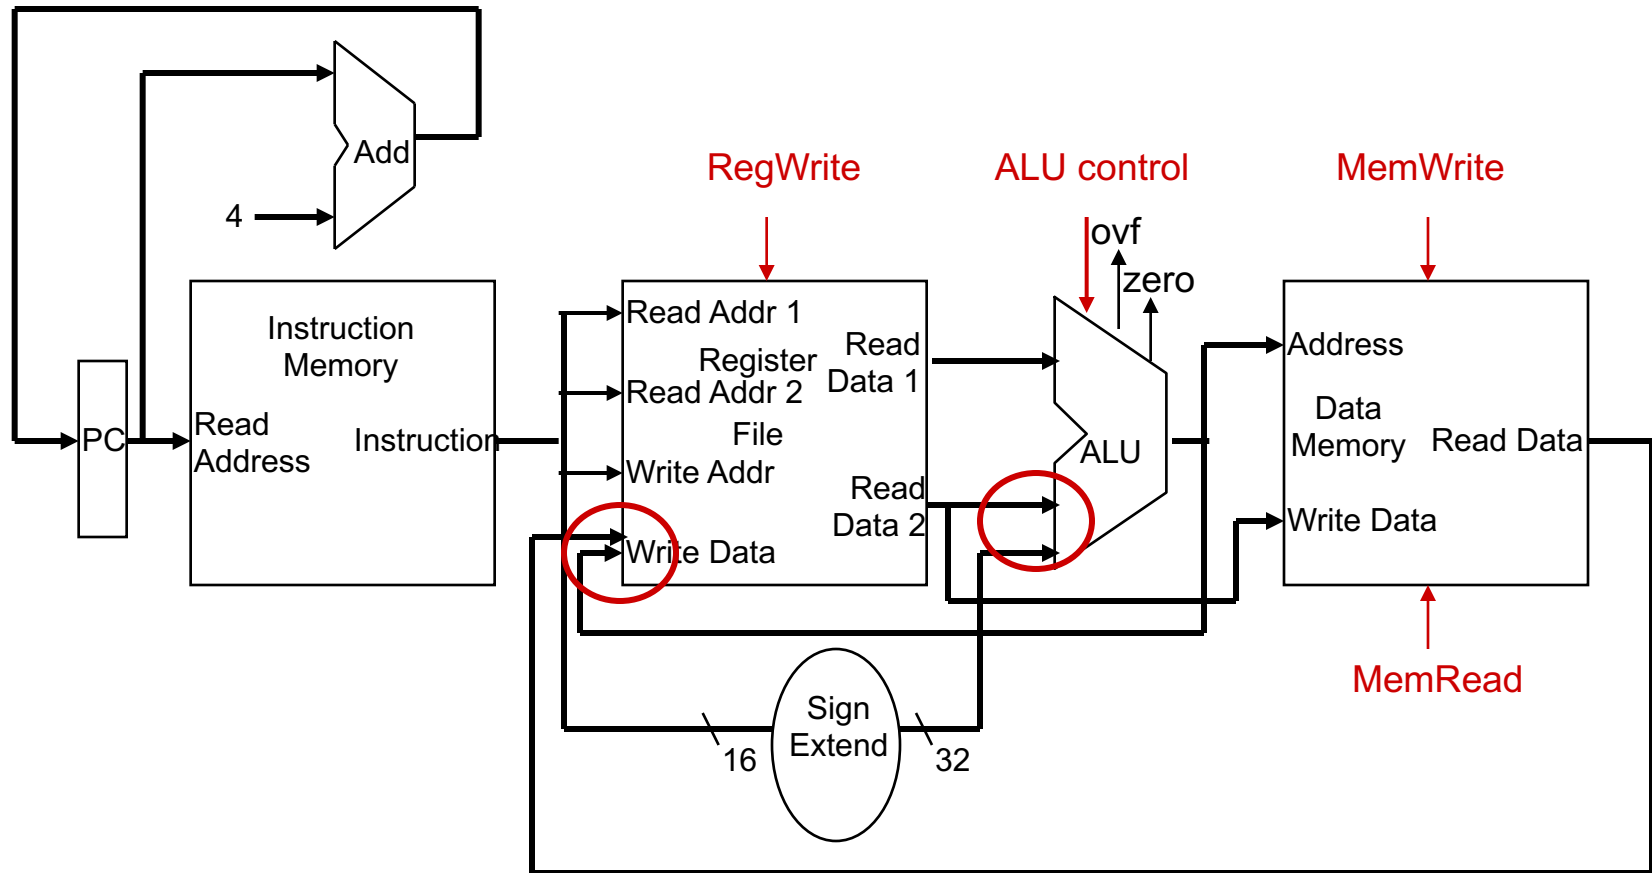 Add
4
RegWrite
ALU control
MemWrite
ovf
zero
Instruction
Memory
Read
Address
Instruction
PC
Read Addr 1
Register
Read Addr 2
File
Write Addr
Write Data
Read
Data 1
Read
Data 2
ALU
Address
Data
Memory
Read Data
Write Data
MemRead
Sign
Extend
16
32